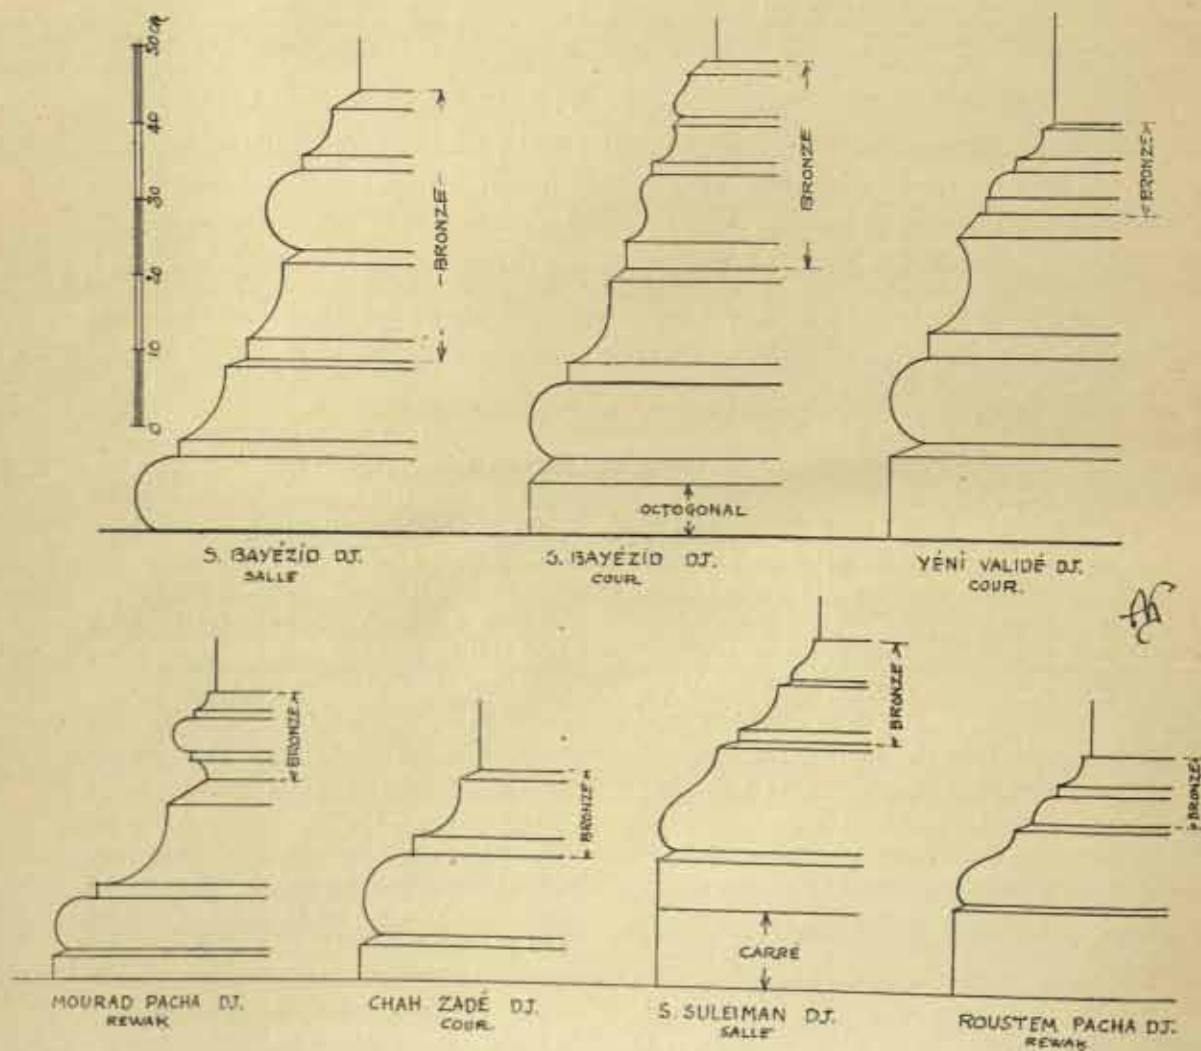 50 CM
40
30
20
10
0
BRONZE
BRONZE
BRONZE
OCTOGONAL
S. BAYÉZID DJ.
SALLE
S. BAYÉZID DJ.
COUR.
YÉNI VALIDÉ DJ.
COUR.
BRONZE
BRONZE
BRONZE
BRONZE
CARRÉ
MOURAD PACHA DJ.
REWAK
CHAH ZADÉ DJ.
COUR.
S. SULEIMAN DJ.
SALLE
ROUSTEM PACHA DJ.
REWAK